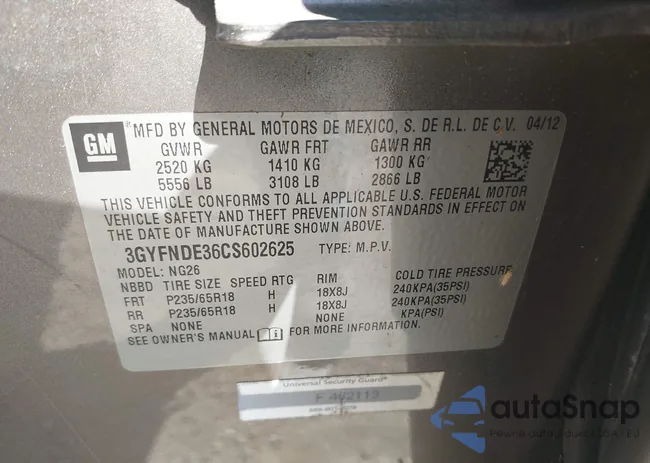 GM
MFD BY GENERAL MOTORS DE MEXICO, S. DE R.L. DE C.V. 04/12
GVWR GAWR FRT GAWR RR
2520 KG 1410 KG 1300 KG
5556 LB 3108 LB 2866 LB
THIS VEHICLE CONFORMS TO ALL APPLICABLE U.S. FEDERAL MOTOR
VEHICLE SAFETY AND THEFT PREVENTION STANDARDS IN EFFECT ON
THE DATE OF MANUFACTURE SHOWN ABOVE.
3GYFNDE36CS602625 TYPE: M.P.V.
MODEL: NG26
NBBD TIRE SIZE SPEED RTG RIM COLD TIRE PRESSURE
FRT P235/65R18 H 18X8J 240KPA(35PSI)
RR P235/65R18 H 18X8J 240KPA(35PSI)
SPA NONE NONE KPA(PSI)
SEE OWNER'S MANUAL FOR MORE INFORMATION.
Universal Security Guard
F 462119
autoSnap